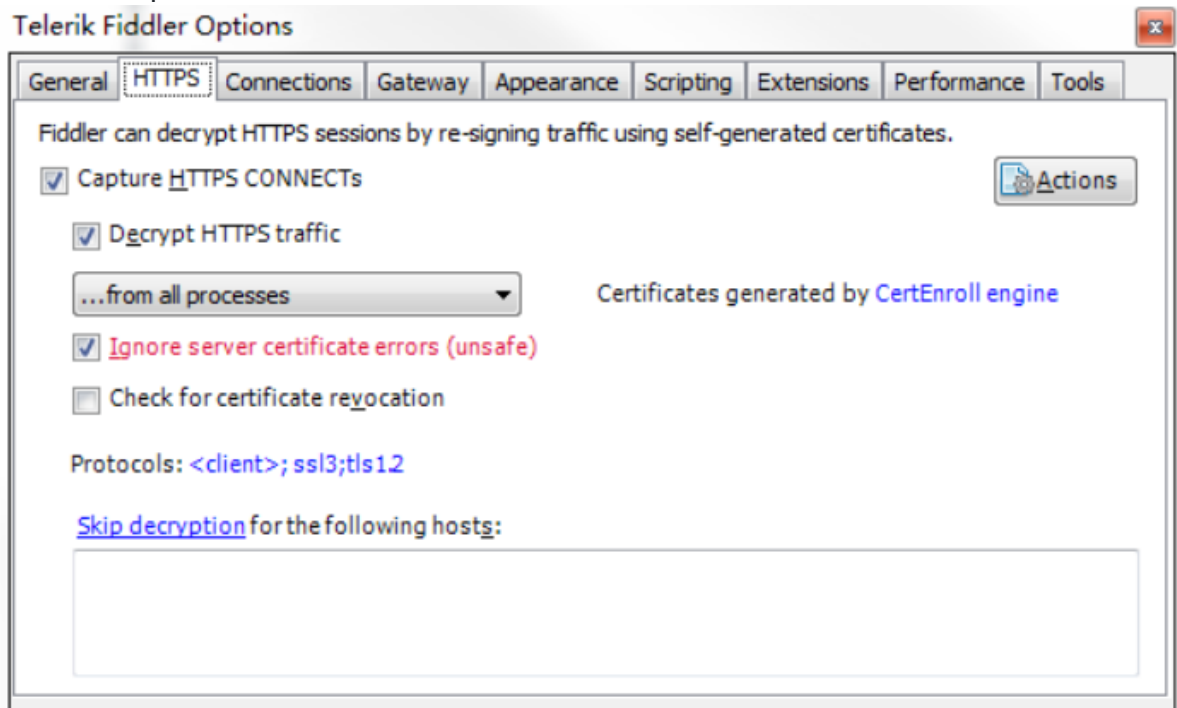 Telerik Fiddler Options
General HTTPS Connections Gateway Appearance Scripting Extensions Performance Tools
Fiddler can decrypt HTTPS sessions by re-signing traffic using self-generated certificates.
Capture HTTPS CONNECTs
Actions
Decrypt HTTPS traffic
...from all processes
Certificates generated by CertEnroll engine
Ignore server certificate errors (unsafe)
Check for certificate revocation
Protocols: <client>; ssl3;tls1.2
Skip decryption for the following hosts: